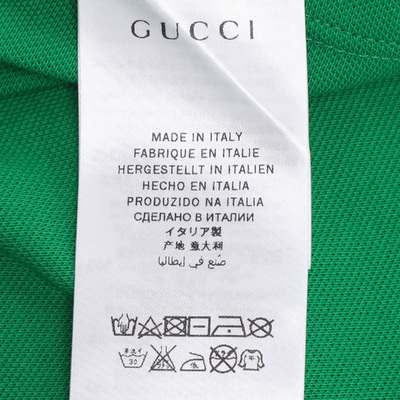 GUCCI
MADE IN ITALY
FABRIQUE EN ITALIE
HERGESTELLT IN ITALIEN
HECHO EN ITALIA
PRODUZIDO NA ITALIA
СДЕЛАНО В ИТАЛИИ
イタリア製
产地 意大利
صُنع في إيطاليا
30